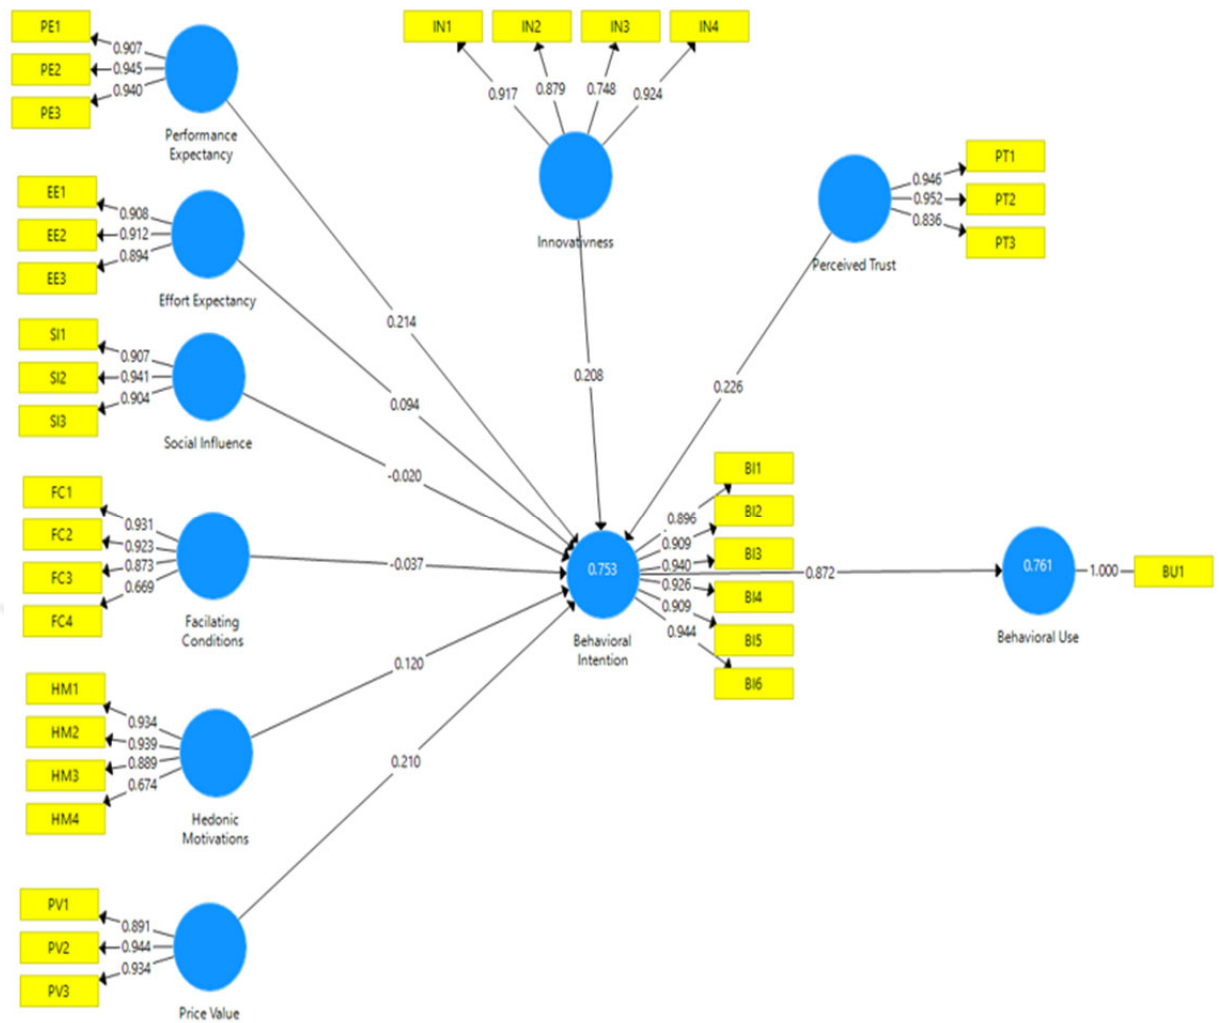 PE1
0.907
PE2
0.945
0.940
PE3
Performance
Expectancy
EE1
0.908
EE2
0.912
0.894
EE3
Effort Expectancy
SI1
0.907
SI2
0.941
0.904
SI3
Social Influence
FC1
0.931
FC2
0.923
0.873
FC3
0.669
FC4
Facilating
Conditions
HM1
0.934
HM2
0.939
0.889
HM3
0.674
HM4
Hedonic
Motivations
PV1
0.891
PV2
0.944
0.934
PV3
Price Value
IN1
IN2
IN3
IN4
0.917
0.879
0.748
0.924
Innovativness
PT1
0.946
PT2
0.952
0.836
PT3
Perceived Trust
0.214
0.094
-0.020
-0.037
0.120
0.210
0.208
0.226
0.753
Behavioral
Intention
BI1
0.896
BI2
0.909
BI3
0.940
0.926
BI4
0.909
BI5
0.944
BI6
0.872
0.761
Behavioral Use
1.000
BU1